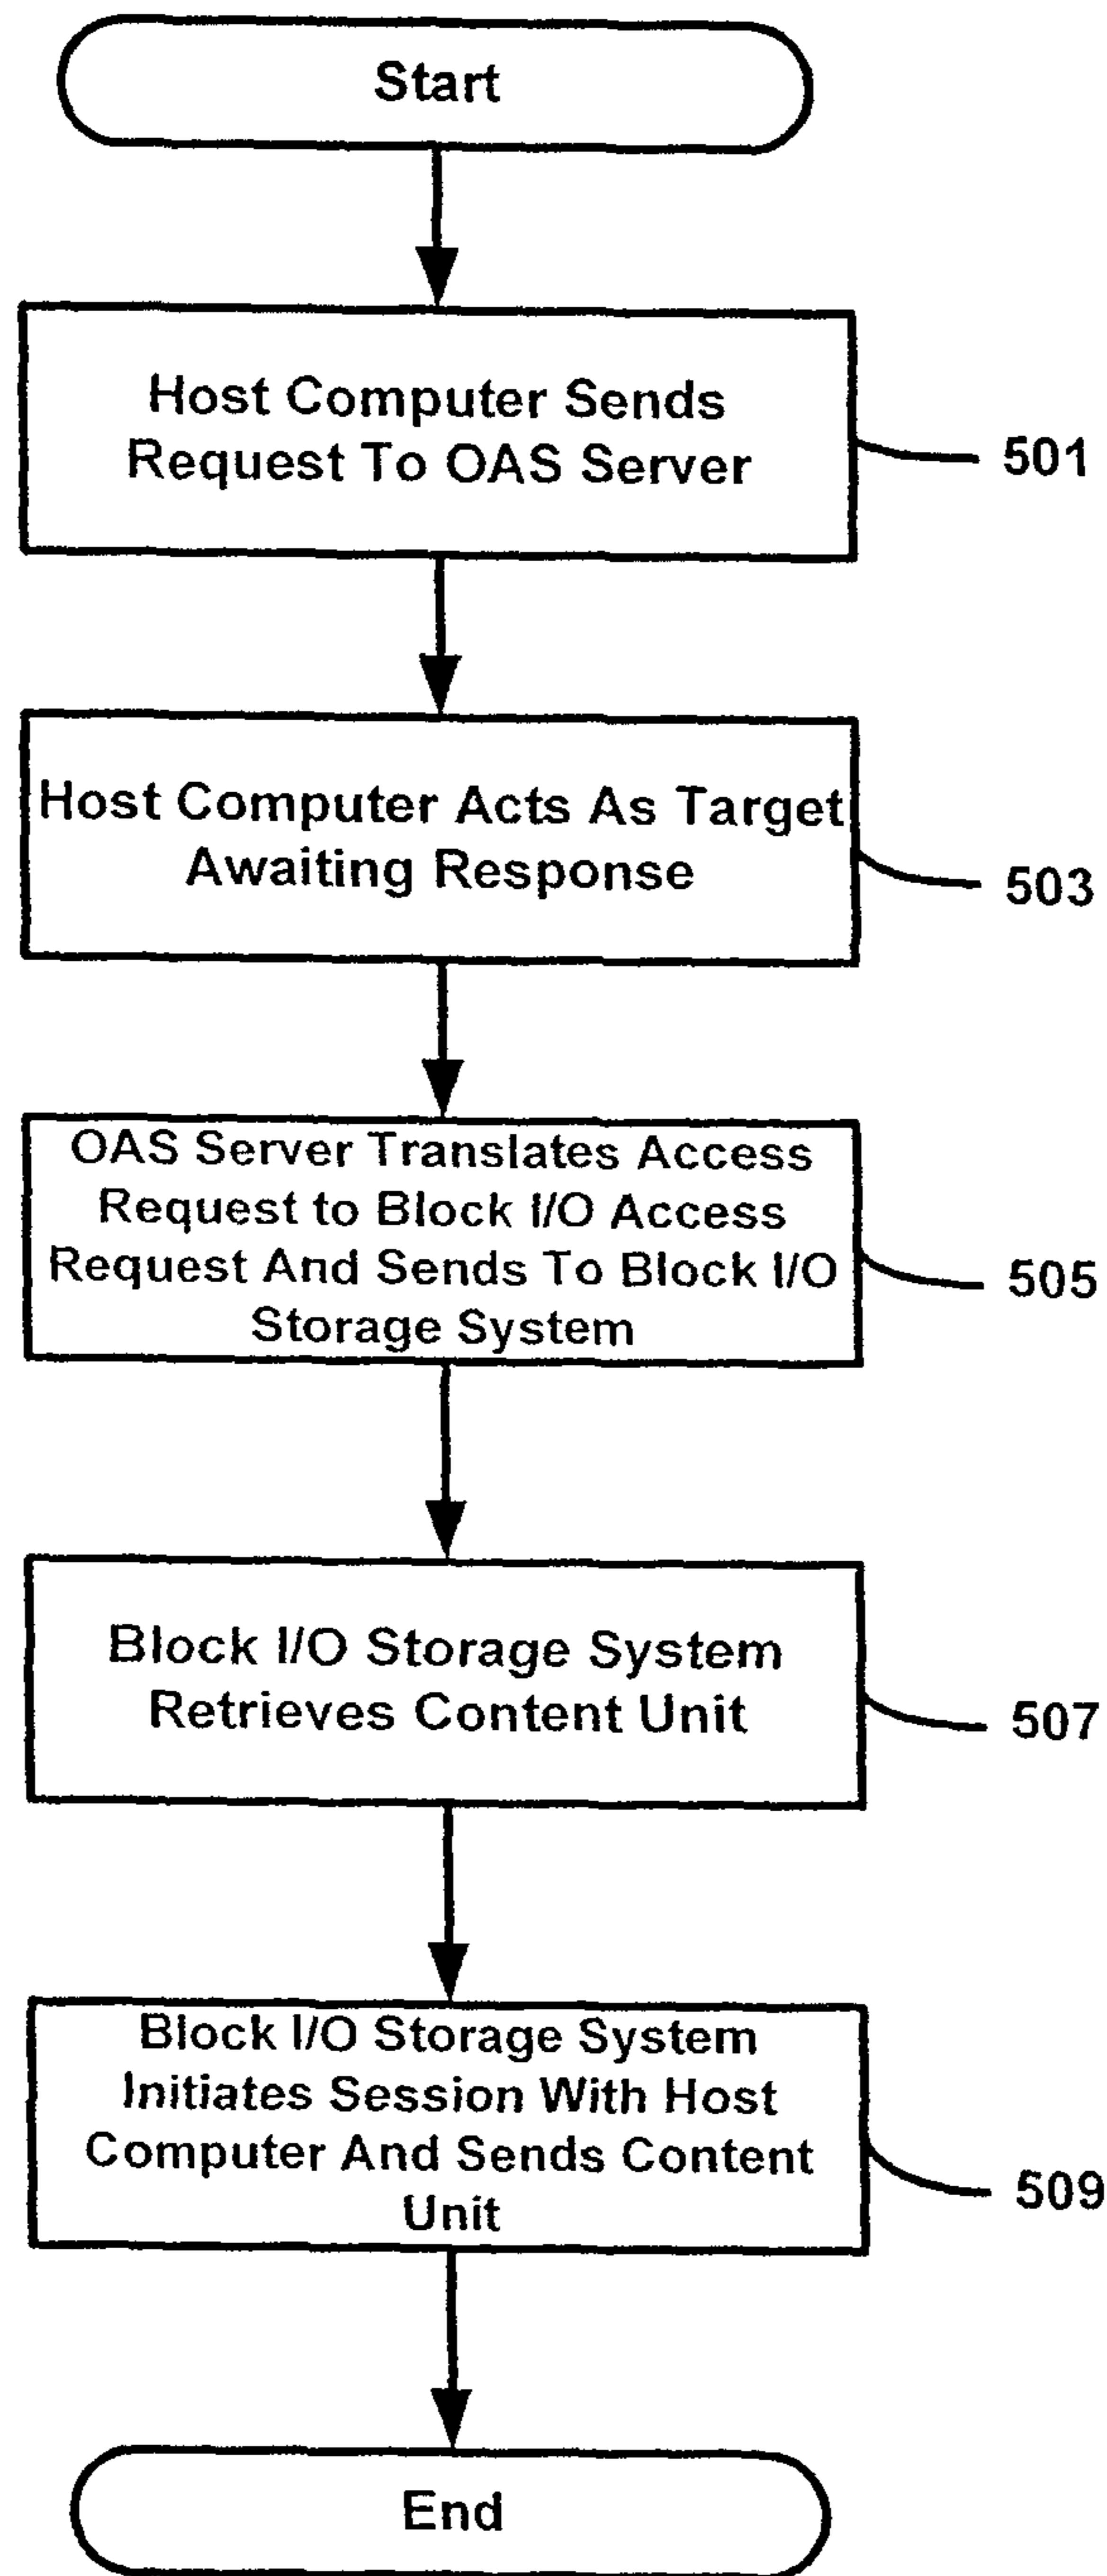 Start
Host Computer Sends
Request To OAS Server
501
Host Computer Acts As Target
Awaiting Response
503
OAS Server Translates Access
Request to Block I/O Access
Request And Sends To Block I/O
Storage System
505
Block I/O Storage System
Retrieves Content Unit
507
Block I/O Storage System
Initiates Session With Host
Computer And Sends Content
Unit
509
End